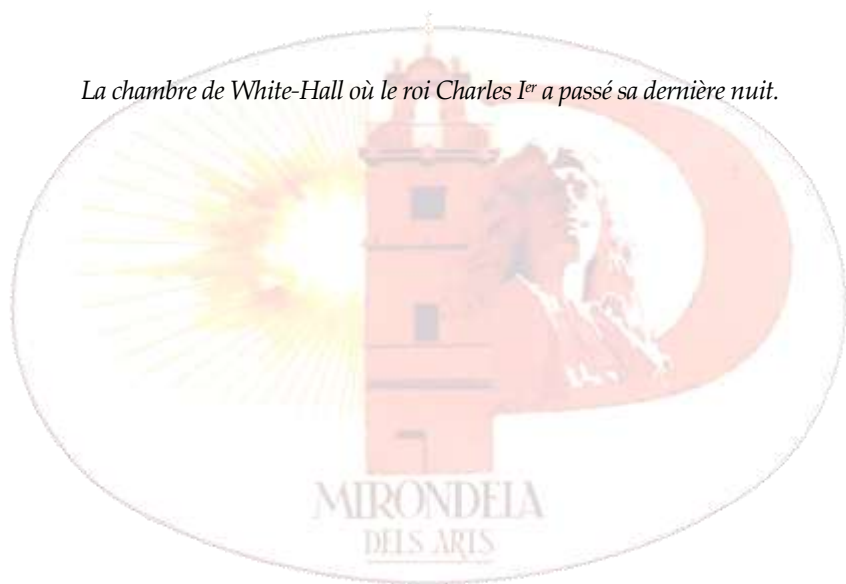 La chambre de White-Hall où le roi Charles Iᵉʳ a passé sa dernière nuit.
MIRONDELA
DELS ARTS